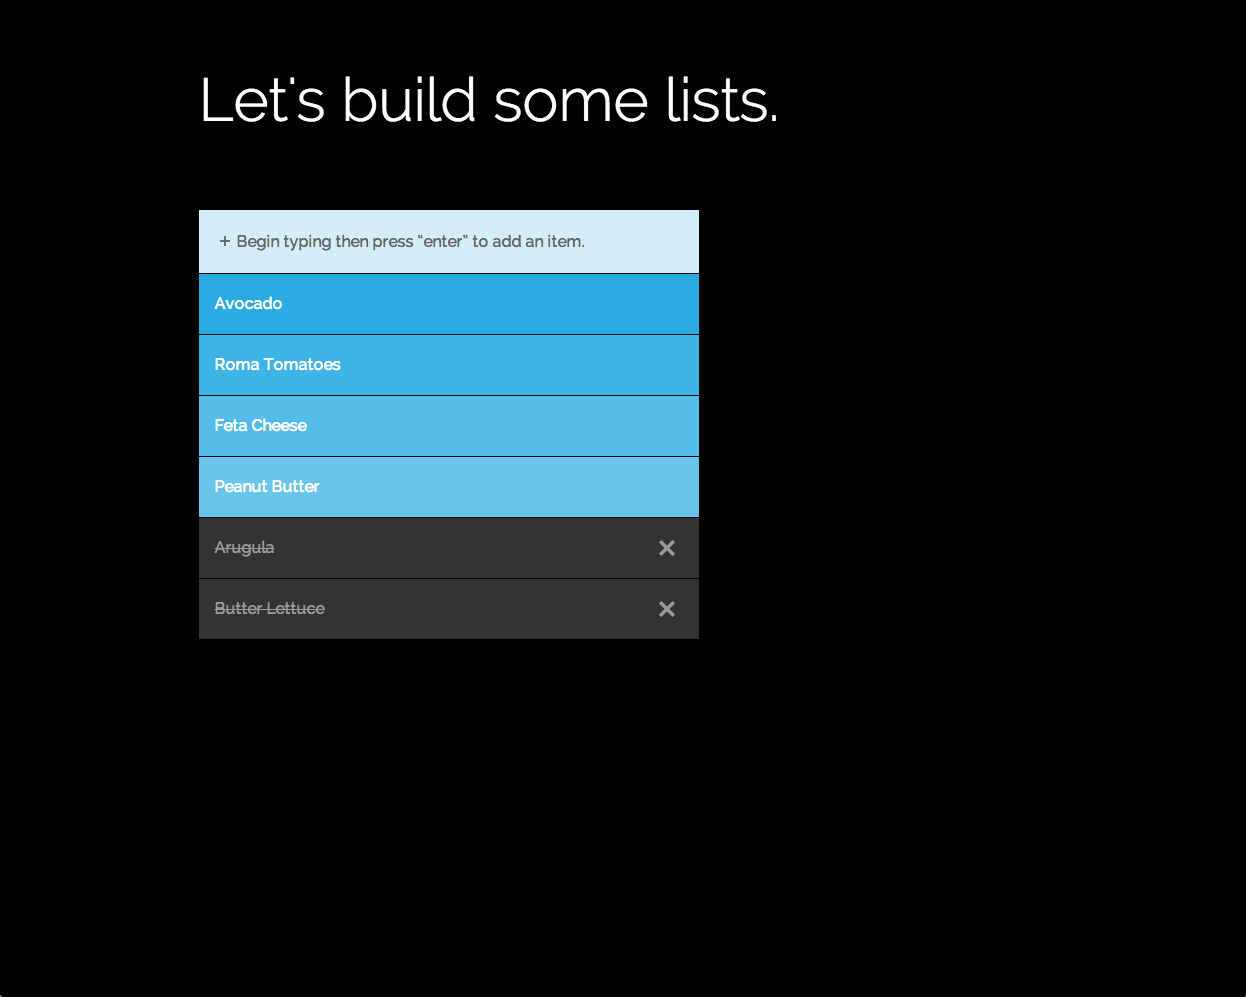 Let's build some lists.
+ Begin typing then press “enter” to add an item.
Avocado
Roma Tomatoes
Feta Cheese
Peanut Butter
Arugula
Butter Lettuce